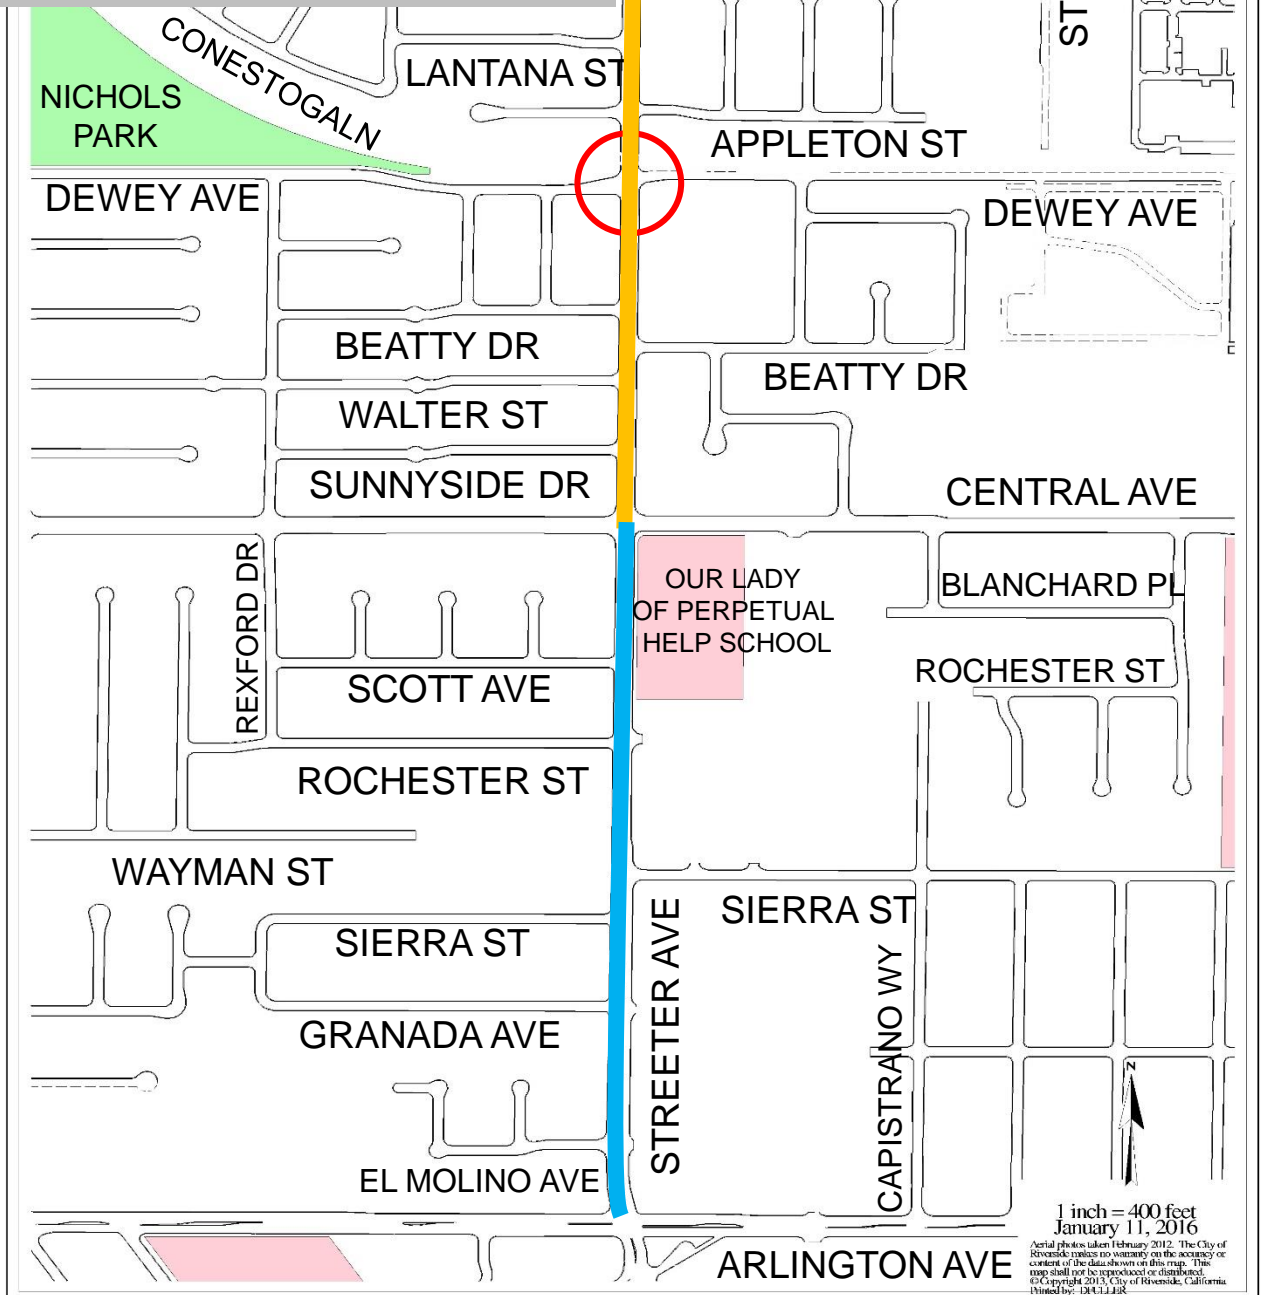 ST
CONESTOGALN
LANTANA ST
NICHOLS
PARK
APPLETON ST
DEWEY AVE
DEWEY AVE
BEATTY DR
BEATTY DR
WALTER ST
SUNNYSIDE DR
CENTRAL AVE
REXFORD DR
OUR LADY
OF PERPETUAL
HELP SCHOOL
BLANCHARD PL
ROCHESTER ST
SCOTT AVE
ROCHESTER ST
WAYMAN ST
STREETER AVE
SIERRA ST
SIERRA ST
CAPISTRANO WY
GRANADA AVE
N
EL MOLINO AVE
ARLINGTON AVE
1 inch = 400 feet
January 11, 2016
Aerial photos taken February 2012. The City of
Riverside makes no warranty on the accuracy or
content of the data shown on this map. This
map shall not be reproduced or distributed.
© Copyright 2013, City of Riverside, California
Printed by: DFULLER